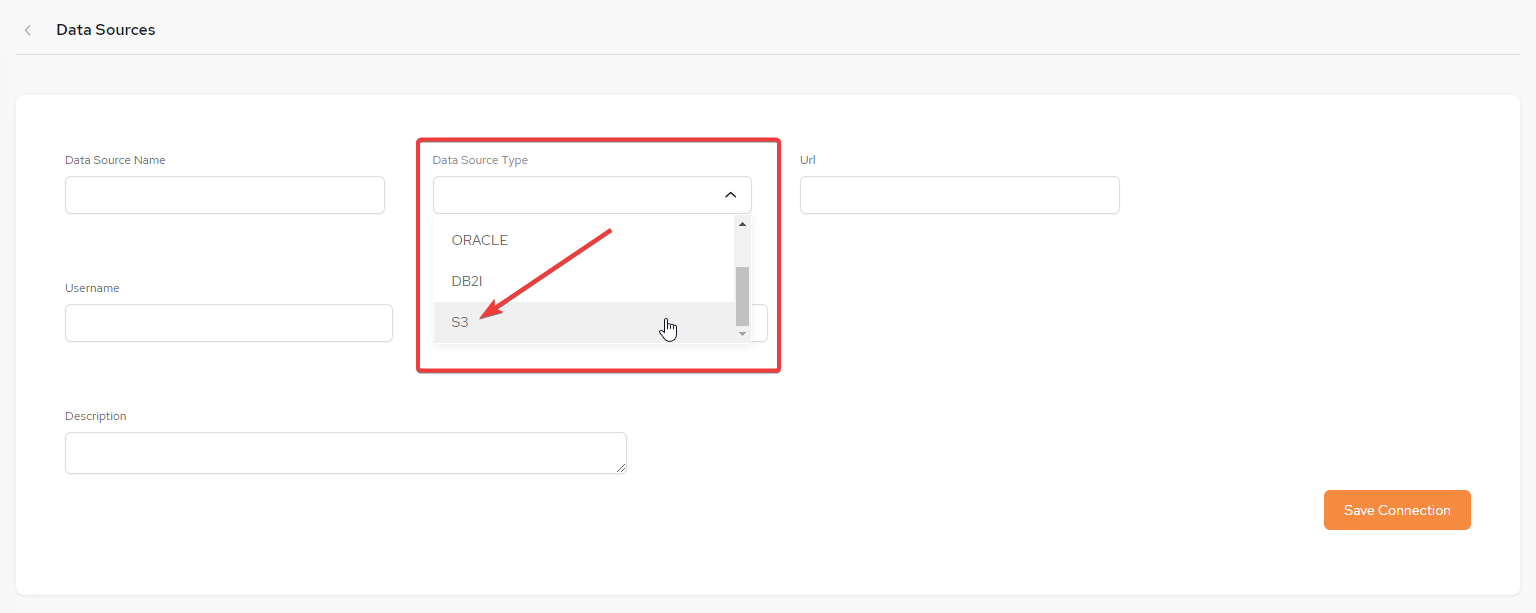 Data Sources
Data Source Name
Data Source Type
Url
ORACLE
DB2I
S3
Username
Description
Save Connection